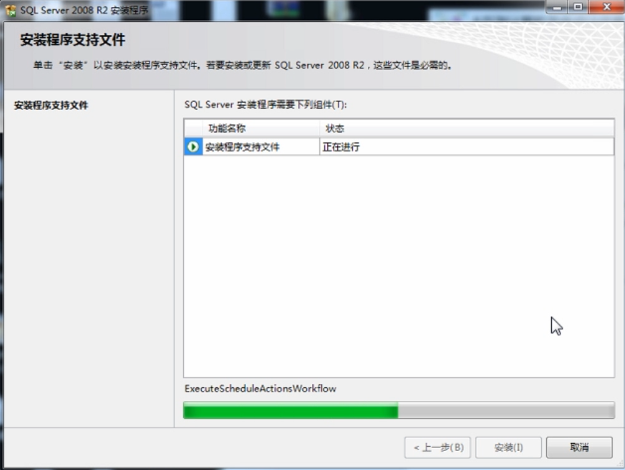 SQL Server 2008 R2 安装程序
安装程序支持文件
单击“安装”以安装安装程序支持文件。若要安装或更新 SQL Server 2008 R2，这些文件是必需的。
安装程序支持文件
SQL Server 安装程序需要下列组件(T):
功能名称 状态
安装程序支持文件 正在进行
ExecuteScheduleActionsWorkflow
< 上一步(B) 安装(I) 取消